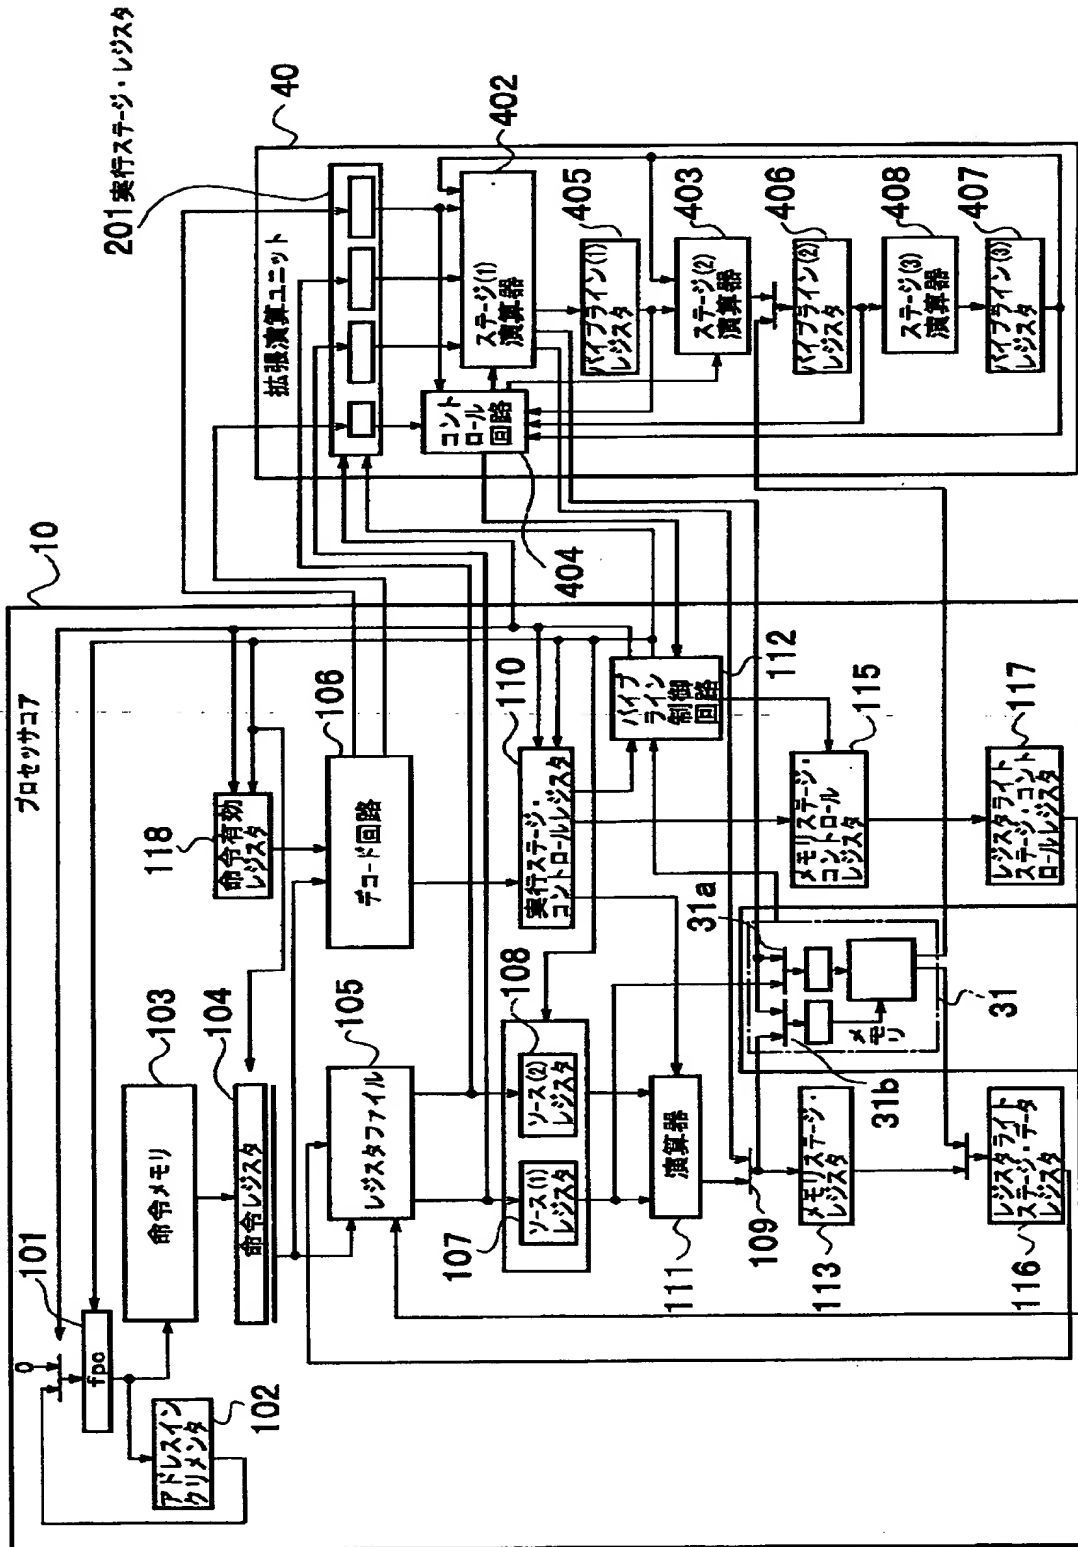 プロセッサコア
10
0
101
fpc
アドレスイン
クリメンタ
102
命令メモリ
103
104
命令レジスタ
118
命令有効
レジスタ
106
デコード回路
105
レジスタファイル
107
ソース(1)
レジスタ
108
ソース(2)
レジスタ
110
実行ステージ・
コントロールレジスタ
演算器
111
109
パイプ
ライン
制御
回路
112
メモリステージ・
レジスタ
113
31a
31b
メモリ
31
メモリステージ・
コントロール
レジスタ
115
レジスタライト
ステージ・データ
レジスタ
116
レジスタライト
ステージ・コント
ロールレジスタ
117
拡張演算ユニット
40
201実行ステージ・レジスタ
コント
ロール
回路
404
ステージ(1)
演算器
402
パイプライン(1)
レジスタ
405
ステージ(2)
演算器
403
パイプライン(2)
レジスタ
406
ステージ(3)
演算器
408
パイプライン(3)
レジスタ
407